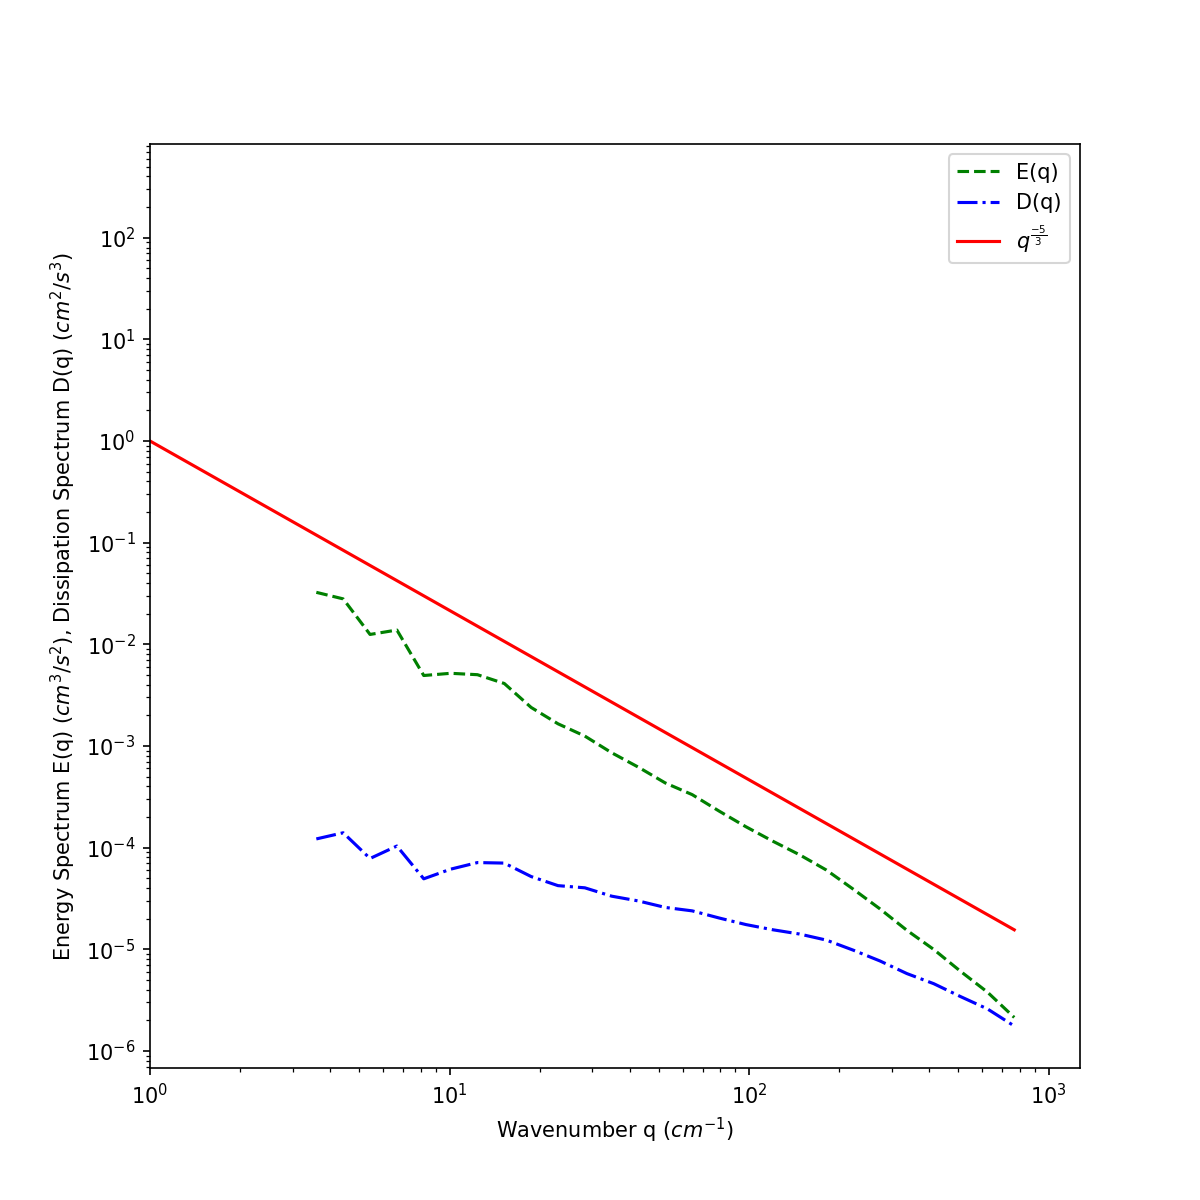 E(q)
D(q)
q^{\frac{-5}{3}}
Energy Spectrum E(q) (cm^3/s^2), Dissipation Spectrum D(q) (cm^2/s^3)
10^2
10^1
10^0
10^{-1}
10^{-2}
10^{-3}
10^{-4}
10^{-5}
10^{-6}
10^0 10^1 10^2 10^3
Wavenumber q (cm^{-1})